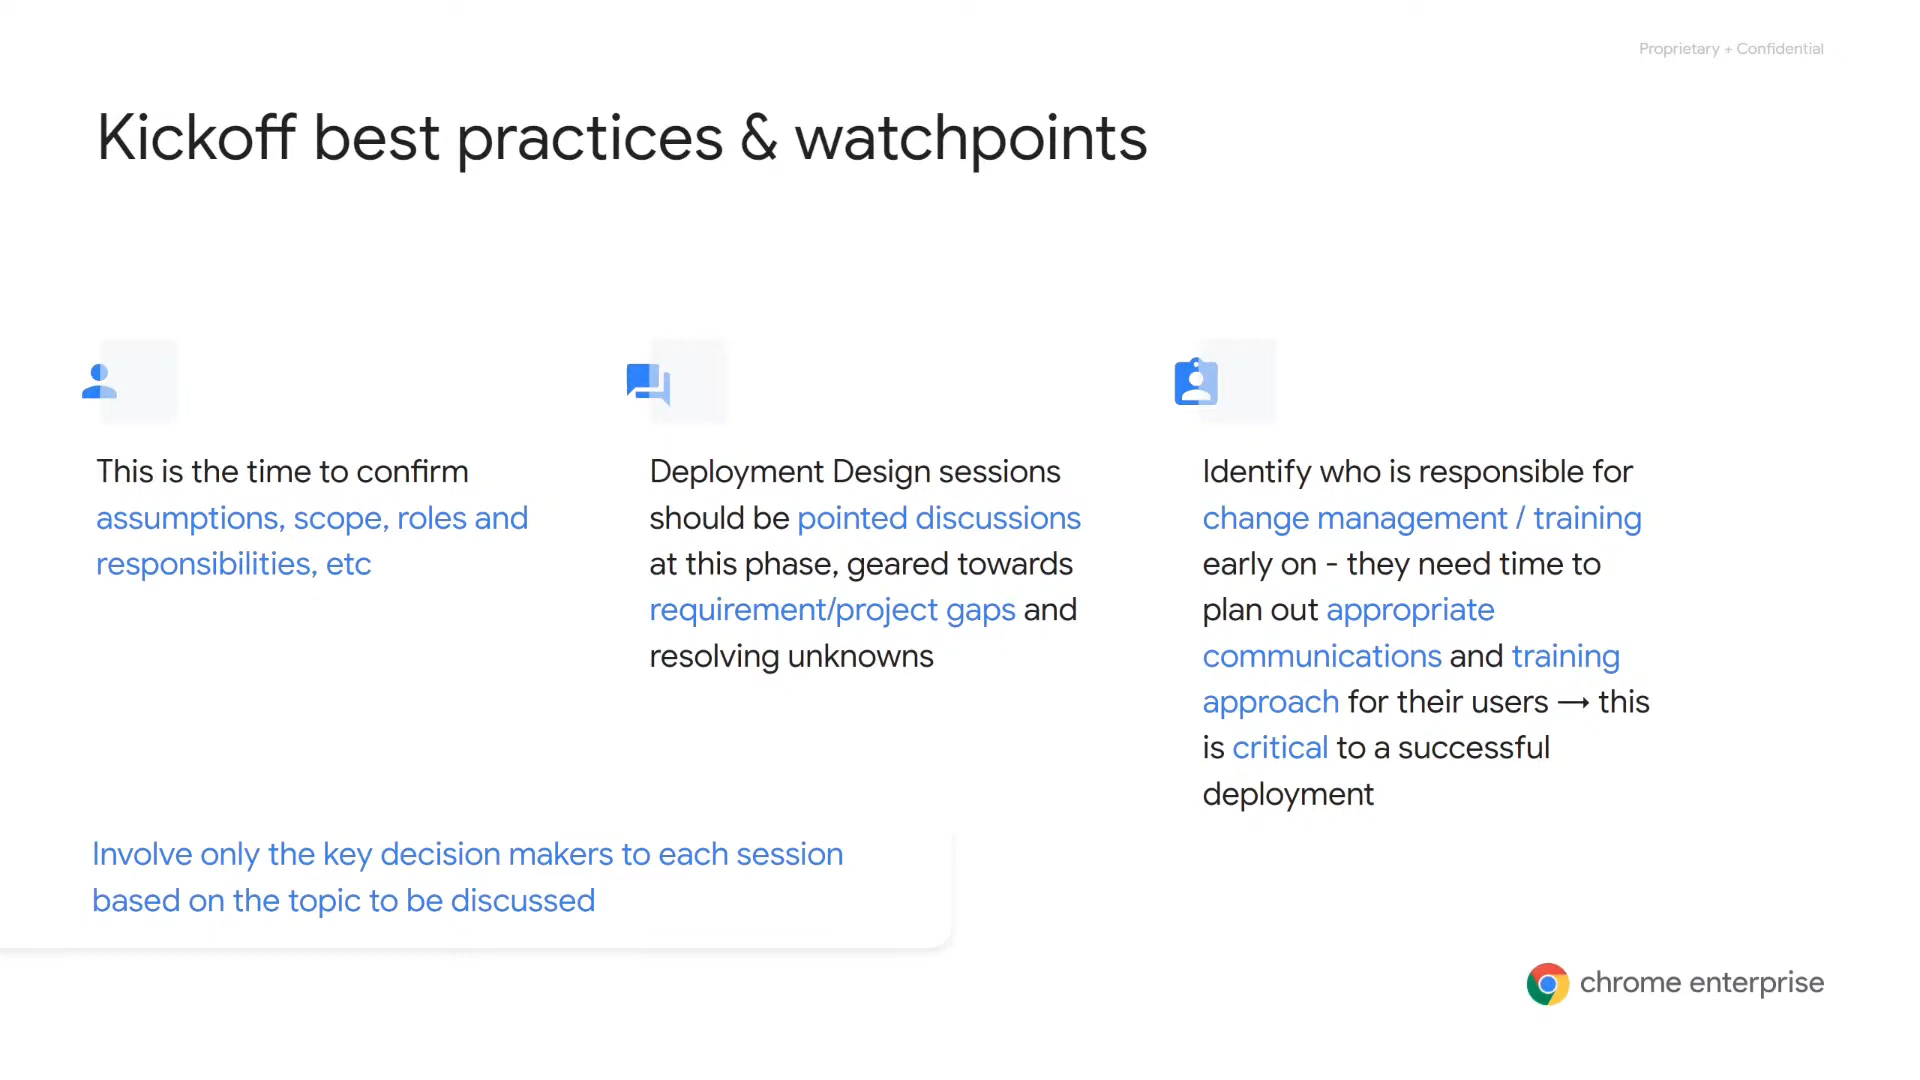 Proprietary + Confidential
Kickoff best practices & watchpoints
This is the time to confirm
assumptions, scope, roles and
responsibilities, etc
Deployment Design sessions
should be pointed discussions
at this phase, geared towards
requirement/project gaps and
resolving unknowns
Identify who is responsible for
change management / training
early on - they need time to
plan out appropriate
communications and training
approach for their users → this
is critical to a successful
deployment
Involve only the key decision makers to each session
based on the topic to be discussed
chrome enterprise